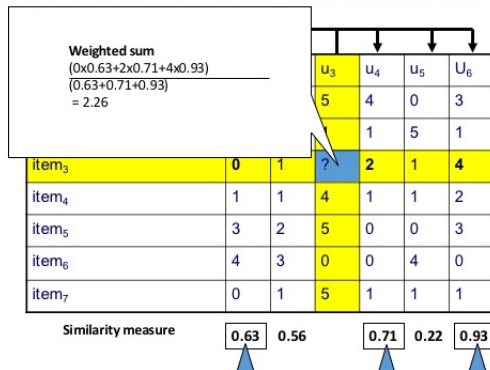 Weighted sum
(0x0.63+2x0.71+4x0.93)
(0.63+0.71+0.93)
= 2.26
u₃ u₄ u₅ U₆
5 4 0 3
1 5 1
item₃ 0 1 ? 2 1 4
item₄ 1 1 4 1 1 2
item₅ 3 2 5 0 0 3
item₆ 4 3 0 0 4 0
item₇ 0 1 5 1 1 1
Similarity measure 0.63 0.56 0.71 0.22 0.93